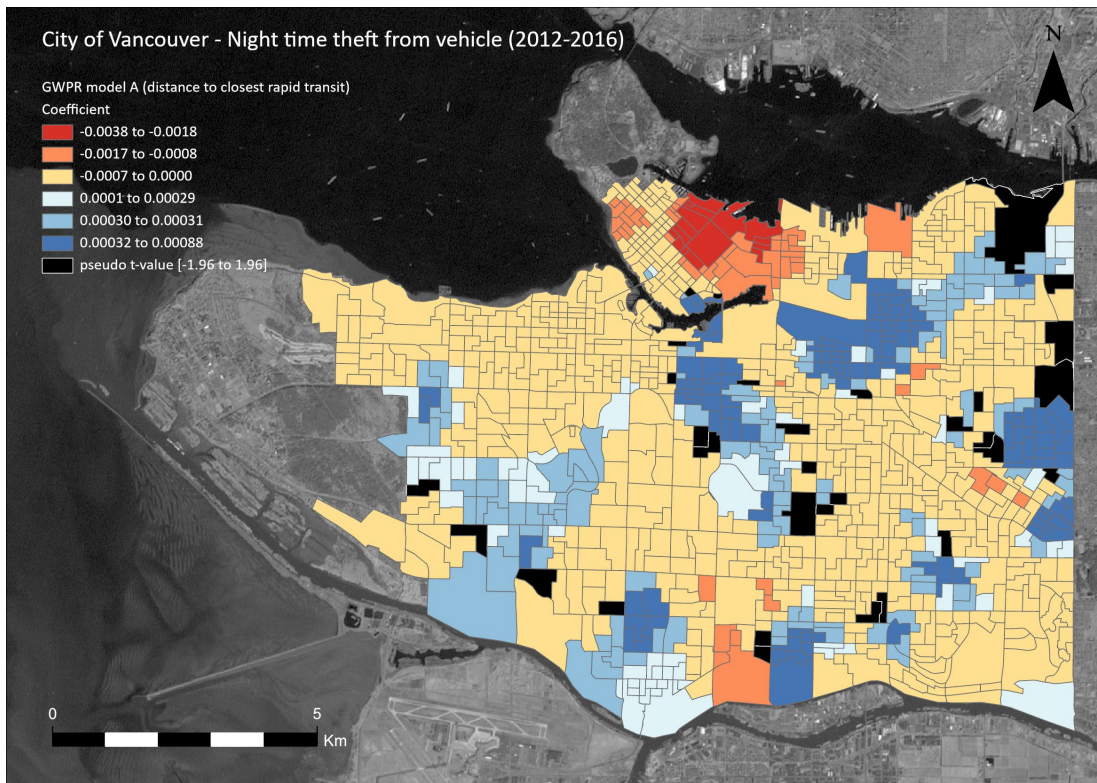 City of Vancouver - Night time theft from vehicle (2012-2016)
N
GWPR model A (distance to closest rapid transit)
Coefficient
-0.0038 to -0.0018
-0.0017 to -0.0008
-0.0007 to 0.0000
0.0001 to 0.00029
0.00030 to 0.00031
0.00032 to 0.00088
pseudo t-value [-1.96 to 1.96]
0 5
Km